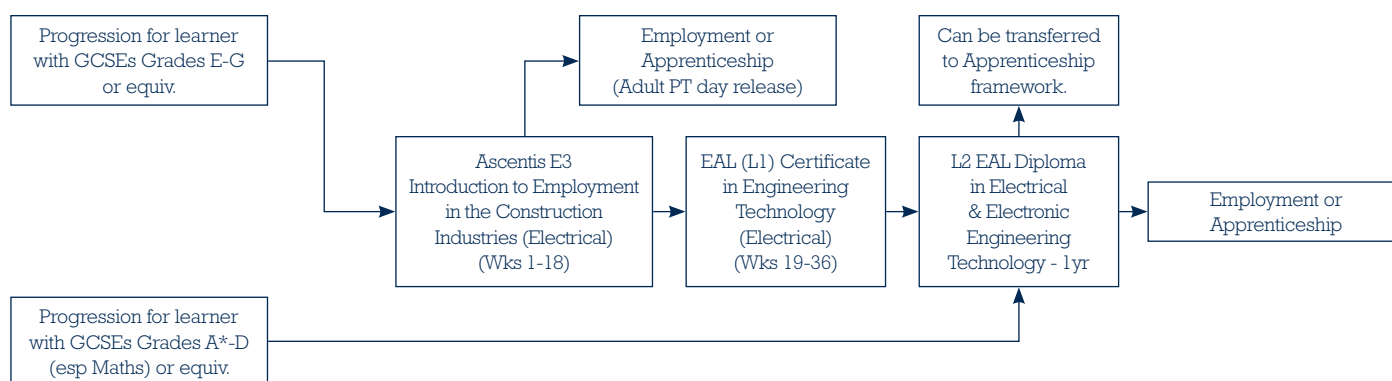 Progression for learner
with GCSEs Grades E-G
or equiv.
Employment or
Apprenticeship
(Adult PT day release)
Can be transferred
to Apprenticeship
framework.
Ascentis E3
Introduction to Employment
in the Construction
Industries (Electrical)
(Wks 1-18)
EAL (L1) Certificate
in Engineering
Technology
(Electrical)
(Wks 19-36)
L2 EAL Diploma
in Electrical
& Electronic
Engineering
Technology - 1yr
Employment or
Apprenticeship
Progression for learner
with GCSEs Grades A*-D
(esp Maths) or equiv.